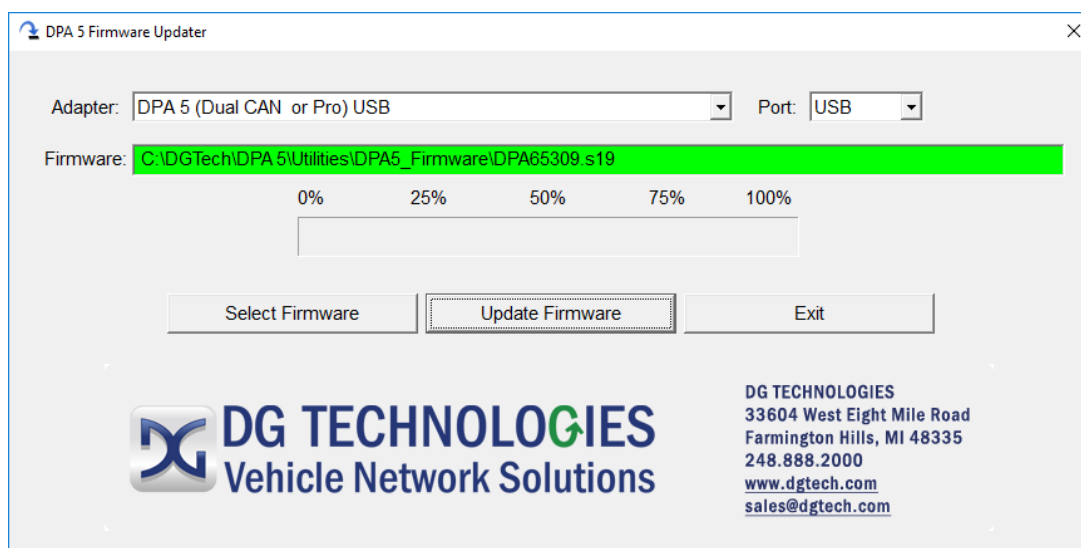 DPA 5 Firmware Updater
Adapter: DPA 5 (Dual CAN  or Pro) USB Port: USB
Firmware: C:\DGTech\DPA 5\Utilities\DPA5_Firmware\DPA65309.s19
0% 25% 50% 75% 100%
Select Firmware Update Firmware Exit
DG TECHNOLOGIES
Vehicle Network Solutions
DG TECHNOLOGIES
33604 West Eight Mile Road
Farmington Hills, MI 48335
248.888.2000
www.dgtech.com
sales@dgtech.com